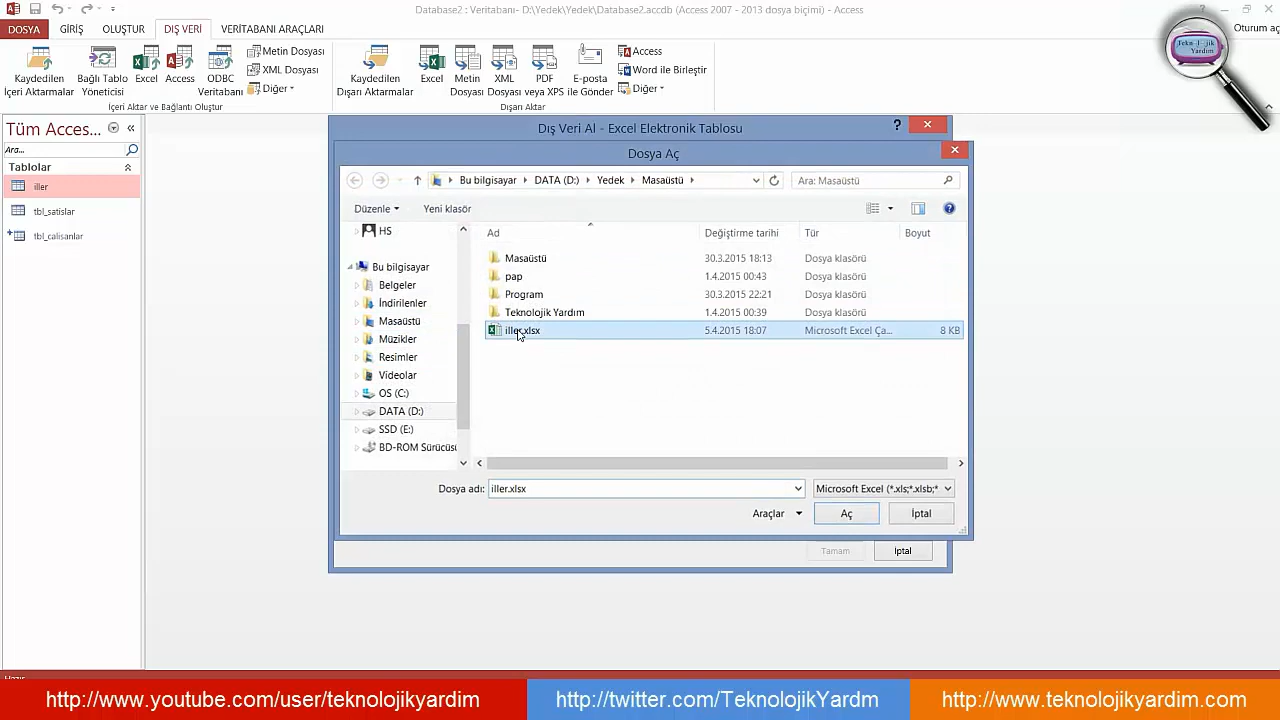 Database2 : Veritabanı- D:\Yedek\Yedek\Database2.accdb (Access 2007 - 2013 dosya biçimi) - Access
DOSYA GİRİŞ OLUŞTUR DIŞ VERİ VERİTABANI ARAÇLARI Oturum aç
Kaydedilen İçeri Aktarmalar
Bağlı Tablo Yöneticisi
Excel
Access
ODBC Veritabanı
Metin Dosyası
XML Dosyası
Diğer
İçeri Aktar ve Bağlantı Oluştur
Kaydedilen Dışarı Aktarmalar
Excel
Metin Dosyası
XML Dosyası
PDF veya XPS
E-posta ile Gönder
Access
Word ile Birleştir
Diğer
Dışarı Aktar
Yardım
Tüm Acces...
Ara...
Tablolar
iller
tbl_satislar
tbl_calisanlar
Dış Veri Al - Excel Elektronik Tablosu
Dosya Aç
Bu bilgisayar DATA (D:) Yedek Masaüstü
Ara: Masaüstü
Düzenle Yeni klasör
HS
Bu bilgisayar
Belgeler
İndirilenler
Masaüstü
Müzikler
Resimler
Videolar
OS (C:)
DATA (D:)
SSD (E:)
BD-ROM Sürücüsü
Ad Değiştirme tarihi Tür Boyut
Masaüstü 30.3.2015 18:13 Dosya klasörü
pap 1.4.2015 00:43 Dosya klasörü
Program 30.3.2015 22:21 Dosya klasörü
Teknolojik Yardım 1.4.2015 00:39 Dosya klasörü
iller.xlsx 5.4.2015 18:07 Microsoft Excel Ça... 8 KB
Dosya adı: iller.xlsx Microsoft Excel (*.xls;*.xlsb;*
Araçlar Aç İptal
Tamam İptal
http://www.youtube.com/user/teknolojikyardim http://twitter.com/TeknolojikYardm http://www.teknolojikyardim.com